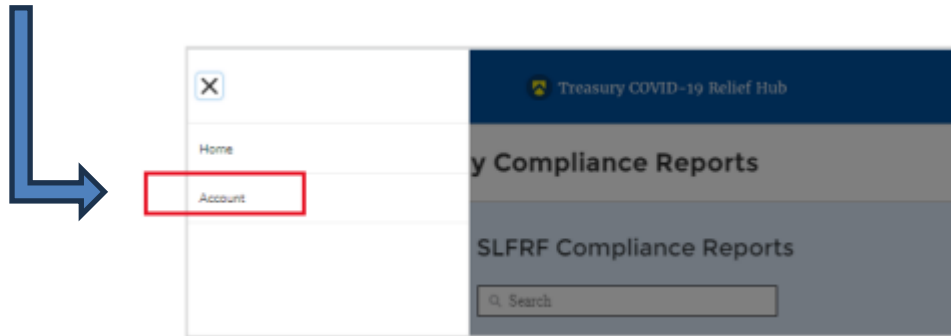 Treasury COVID-19 Relief Hub
Home
y Compliance Reports
Account
SLFRF Compliance Reports
Search